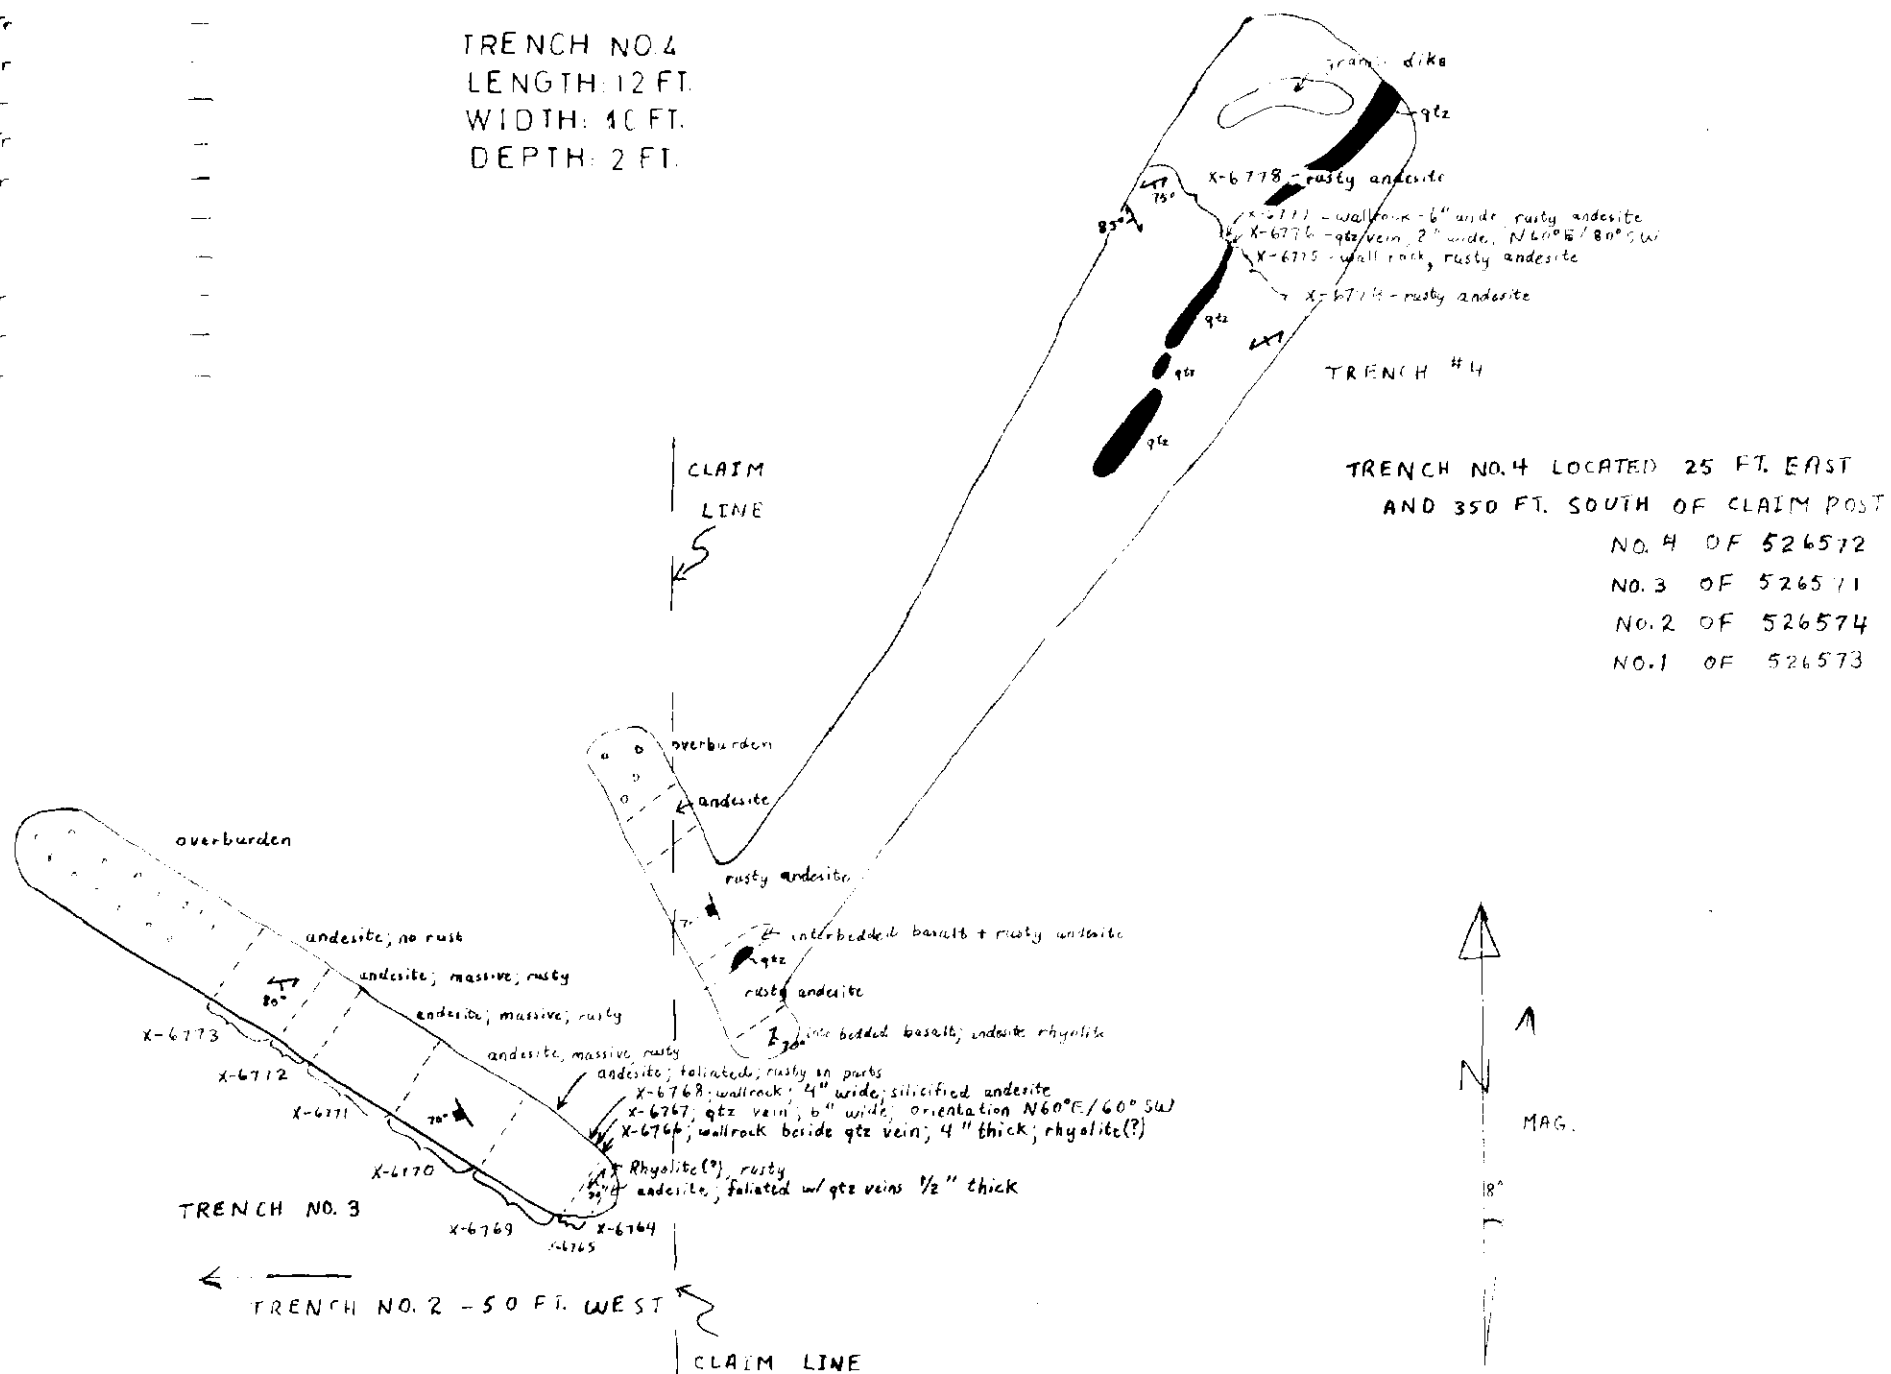 TRENCH NO.4
LENGTH: 12 FT.
WIDTH: 10 FT.
DEPTH: 2 FT.
dike
qtz
X-6778 - rusty andesite
X-6777 - wallrock - 6" wide, rusty andesite
X-6776 - qtz vein, 2" wide, N60°E/80°SW
X-6775 - wall rock, rusty andesite
rusty andesite
75°
85°
qtz
qtz
qtz
TRENCH #4
CLAIM
LINE
TRENCH NO.4 LOCATED 25 FT. EAST
AND 350 FT. SOUTH OF CLAIM POST
NO. 4 OF 526572
NO. 3 OF 526571
NO. 2 OF 526574
NO. 1 OF 526573
overburden
andesite
rusty andesite
interbedded basalt + rusty andesite
qtz
rusty andesite
bedded basalt; andesite rhyolite
overburden
andesite; no rust
andesite; massive; rusty
andesite; massive; rusty
andesite, massive, rusty
andesite; foliated; rusty in parts
X-6768; wallrock; 4" wide; silicified andesite
X-6767; qtz vein; 6" wide; orientation N60°E/60°SW
X-6766; wallrock beside qtz vein; 4" thick; rhyolite(?)
Rhyolite(?), rusty
andesite; foliated w/ qtz veins 1/2" thick
80°
70°
X-6773
X-6772
X-6771
X-6770
X-6769
X-6764
TRENCH NO. 3
TRENCH NO. 2 - 50 FT. WEST
CLAIM LINE
N
MAG.
18°